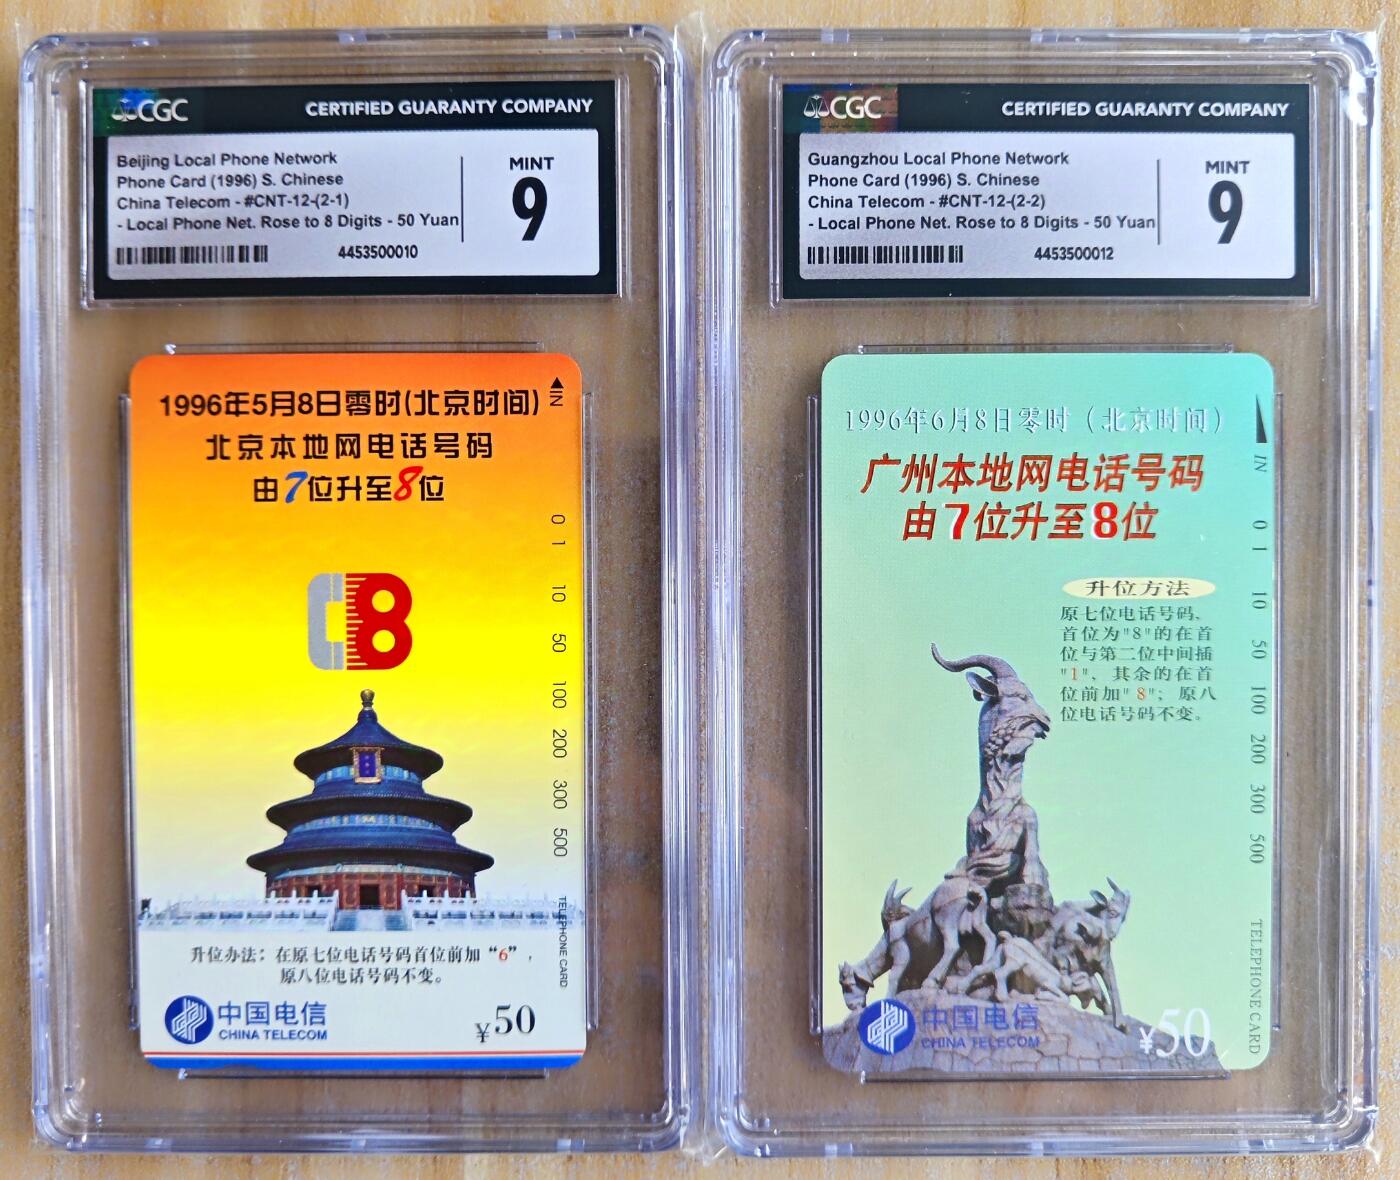 CGC CERTIFIED GUARANTY COMPANY
Beijing Local Phone Network
Phone Card (1996) S. Chinese
China Telecom - #CNT-12-(2-1)
- Local Phone Net. Rose to 8 Digits - 50 Yuan
MINT
9
4453500010
1996年5月8日零时(北京时间)
北京本地网电话号码
由7位升至8位
IN
0 1 10 50 100 200 300 500
TELEPHONE CARD
升位办法：在原七位电话号码首位前加“6”，
原八位电话号码不变。
中国电信
CHINA TELECOM
¥50
CGC CERTIFIED GUARANTY COMPANY
Guangzhou Local Phone Network
Phone Card (1996) S. Chinese
China Telecom - #CNT-12-(2-2)
- Local Phone Net. Rose to 8 Digits - 50 Yuan
MINT
9
4453500012
1996年6月8日零时（北京时间）
广州本地网电话号码
由7位升至8位
IN
0 1 10 50 100 200 300 500
TELEPHONE CARD
升位方法
原七位电话号码、
首位为"8"的在首
位与第二位中间插
"1"，其余的在首
位前加"8"；原八
位电话号码不变。
中国电信
CHINA TELECOM
¥50